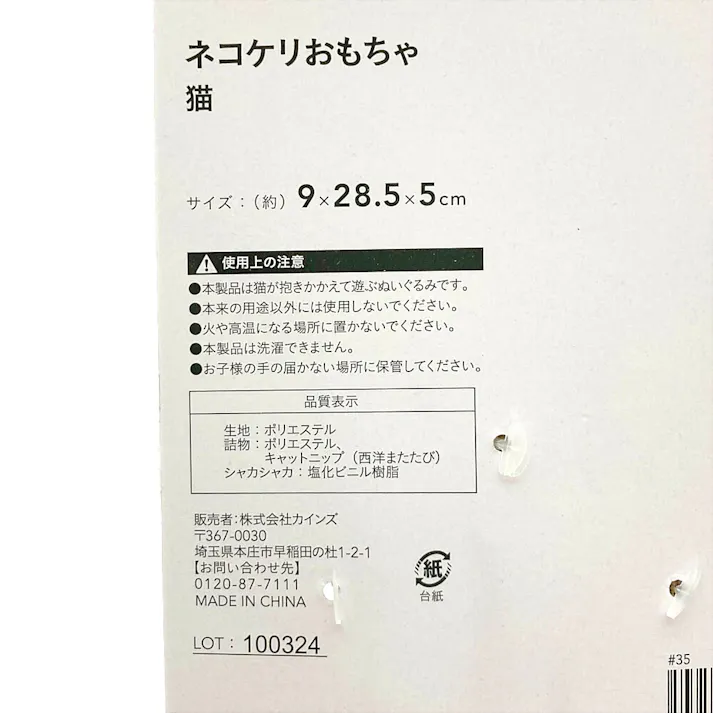 ネコケリおもちゃ
猫
サイズ：（約）9×28.5×5cm
使用上の注意
●本製品は猫が抱きかかえて遊ぶぬいぐるみです。
●本来の用途以外には使用しないでください。
●火や高温になる場所に置かないでください。
●本製品は洗濯できません。
●お子様の手の届かない場所に保管してください。
品質表示
生地：ポリエステル
詰物：ポリエステル、
キャットニップ（西洋またたび）
シャカシャカ：塩化ビニル樹脂
販売者：株式会社カインズ
〒367-0030
埼玉県本庄市早稲田の杜1-2-1
【お問い合わせ先】
0120-87-7111
MADE IN CHINA
紙
台紙
LOT：100324
#35